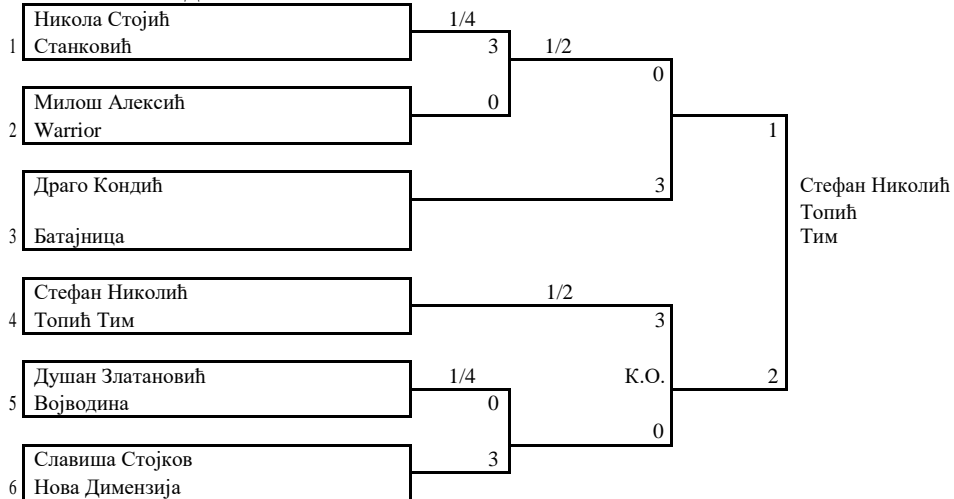 Никола Стојић
1/4
1 Станковић
3
1/2
0
Милош Алексић
0
2 Warrior
1
Драго Кондић
3
Стефан Николић
Топић
3 Батајница
Тим
Стефан Николић
1/2
4 Топић Тим
3
Душан Златановић
1/4
К.О.
2
5 Војводина
0
0
Славиша Стојков
3
6 Нова Димензија